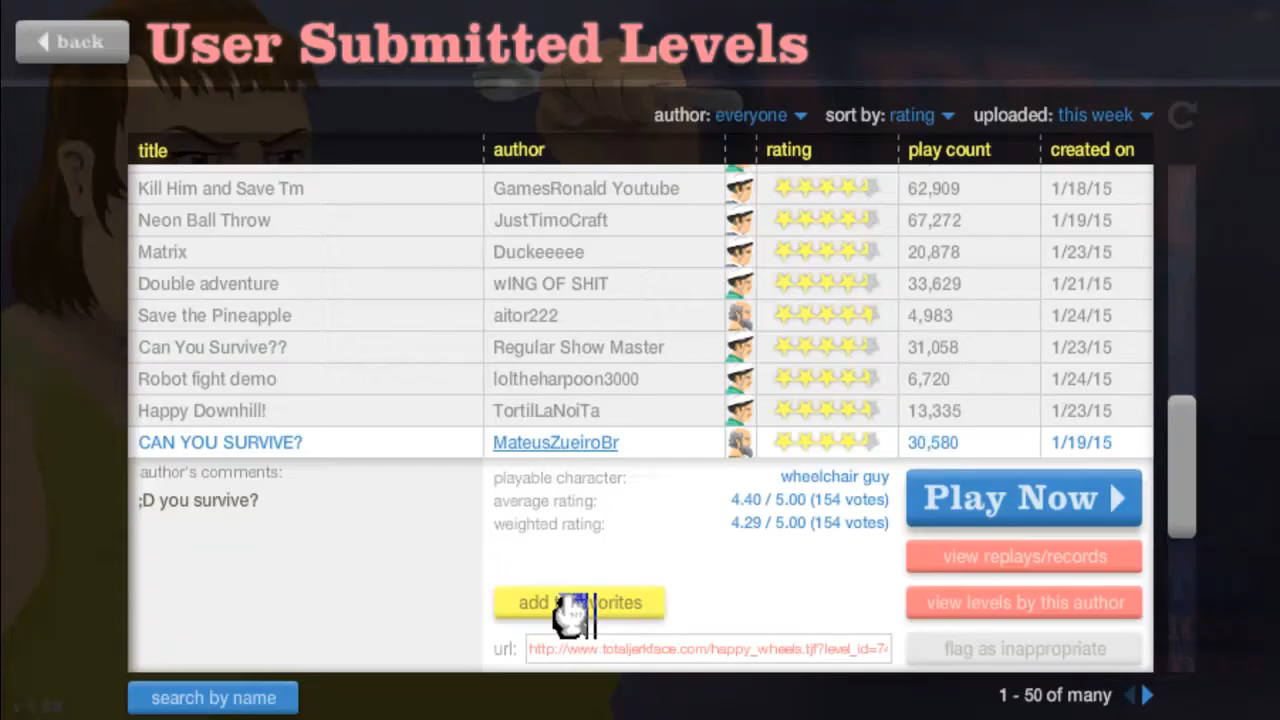 back
User Submitted Levels
author: everyone sort by: rating uploaded: this week
title author rating play count created on
Kill Him and Save Tm GamesRonald Youtube 62,909 1/18/15
Neon Ball Throw JustTimoCraft 67,272 1/19/15
Matrix Duckeeeee 20,878 1/23/15
Double adventure wING OF SHIT 33,629 1/21/15
Save the Pineapple aitor222 4,983 1/24/15
Can You Survive?? Regular Show Master 31,058 1/23/15
Robot fight demo loltheharpoon3000 6,720 1/24/15
Happy Downhill! TortilLaNoiTa 13,335 1/23/15
CAN YOU SURVIVE? MateusZueiroBr 30,580 1/19/15
author's comments:
;D you survive?
playable character: wheelchair guy
average rating: 4.40 / 5.00 (154 votes)
weighted rating: 4.29 / 5.00 (154 votes)
Play Now
view replays/records
add
view levels by this author
url: http://www.totaljerkface.com/happy_wheels.tjf?level_id=74
flag as inappropriate
search by name
1 - 50 of many